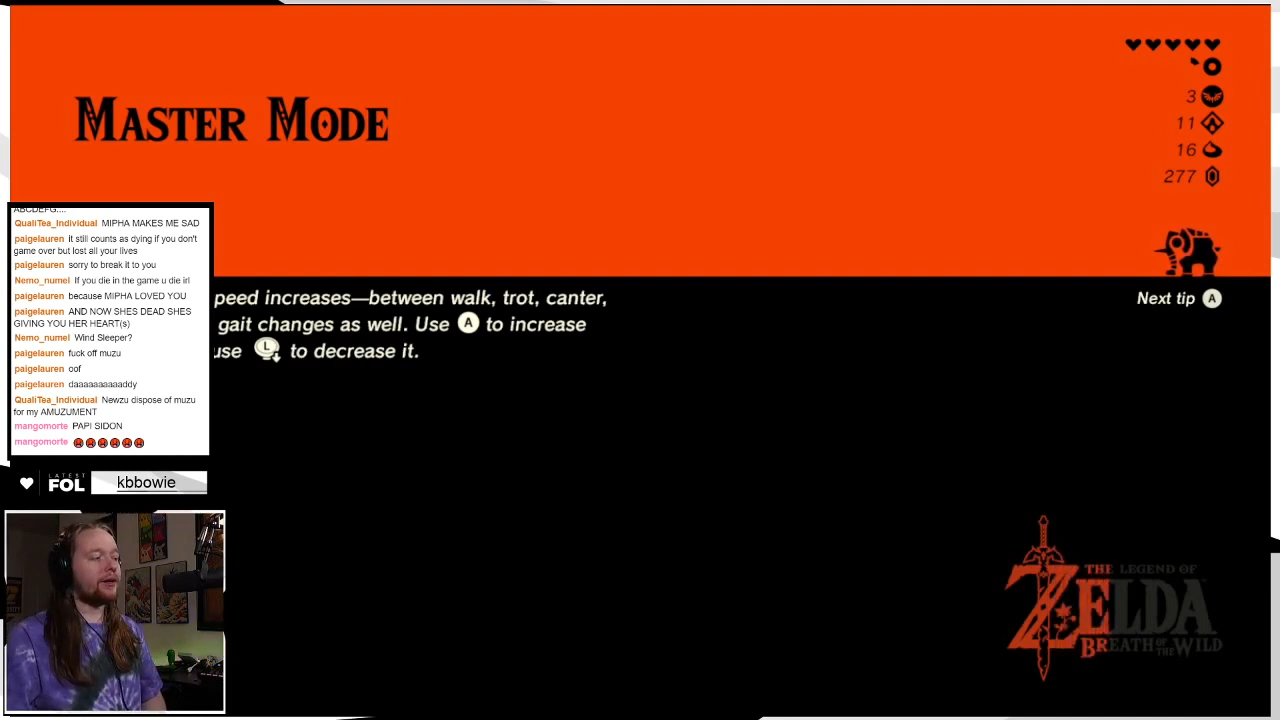 MASTER MODE
3
11
16
277
ABCDEFG....
QualiTea_Individual MIPHA MAKES ME SAD
paigelauren it still counts as dying if you don't
game over but lost all your lives
paigelauren sorry to break it to you
Nemo_numel If you die in the game u die irl
paigelauren because MIPHA LOVED YOU
paigelauren AND NOW SHES DEAD SHES
GIVING YOU HER HEART(s)
Nemo_numel Wind Sleeper?
paigelauren fuck off muzu
paigelauren oof
paigelauren daaaaaaaaaaddy
QualiTea_Individual Newzu dispose of muzu
for my AMUZUMENT
mangomorte PAPI SIDON
mangomorte
peed increases—between walk, trot, canter,
gait changes as well. Use A to increase
use L to decrease it.
Next tip A
LATEST
FOL
kbbowie
THE LEGEND OF
ZELDA
BREATH OF THE WILD